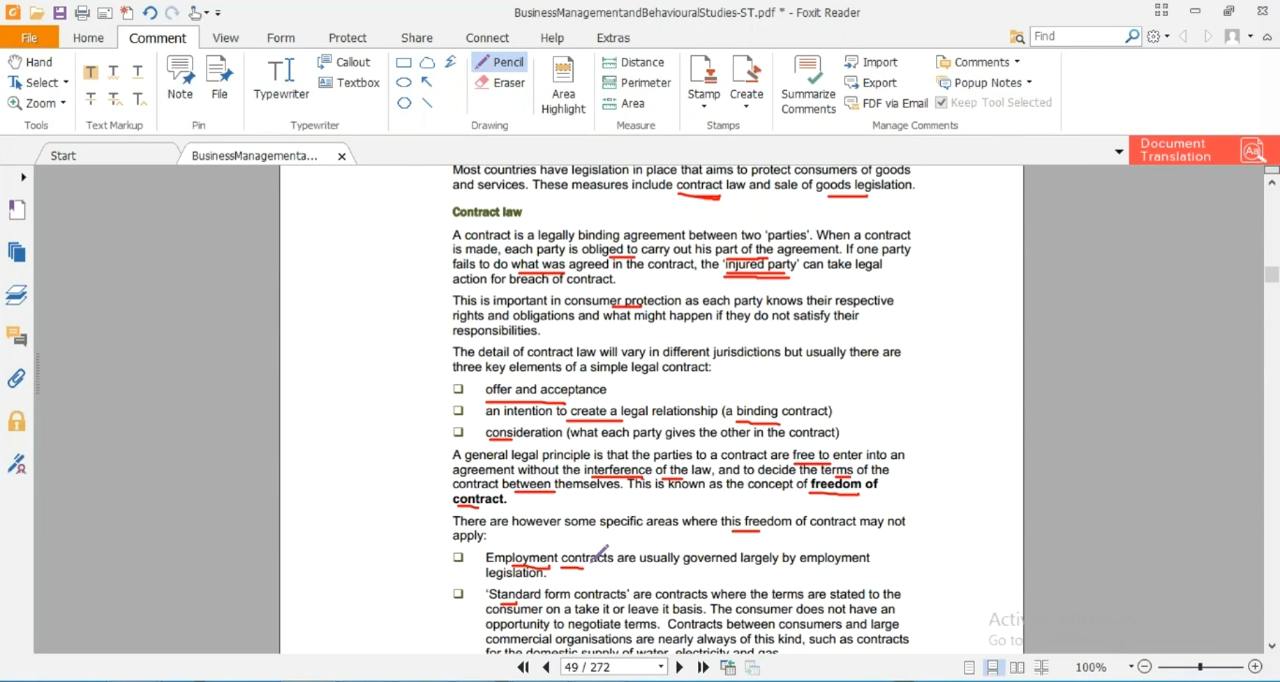 BusinessManagementandBehaviouralStudies-ST.pdf * - Foxit Reader
File Home Comment View Form Protect Share Connect Help Extras Find
Hand
Select
Zoom
Tools
Text Markup
Note
File
Pin
Typewriter
Callout
Textbox
Typewriter
Pencil
Eraser
Drawing
Area
Highlight
Distance
Perimeter
Area
Measure
Stamp
Create
Stamps
Summarize
Comments
Import
Export
FDF via Email
Comments
Popup Notes
Keep Tool Selected
Manage Comments
Start
BusinessManagementa...
Document
Translation
Most countries have legislation in place that aims to protect consumers of goods
and services. These measures include contract law and sale of goods legislation.
Contract law
A contract is a legally binding agreement between two 'parties'. When a contract
is made, each party is obliged to carry out his part of the agreement. If one party
fails to do what was agreed in the contract, the 'injured party' can take legal
action for breach of contract.
This is important in consumer protection as each party knows their respective
rights and obligations and what might happen if they do not satisfy their
responsibilities.
The detail of contract law will vary in different jurisdictions but usually there are
three key elements of a simple legal contract:
offer and acceptance
an intention to create a legal relationship (a binding contract)
consideration (what each party gives the other in the contract)
A general legal principle is that the parties to a contract are free to enter into an
agreement without the interference of the law, and to decide the terms of the
contract between themselves. This is known as the concept of freedom of
contract.
There are however some specific areas where this freedom of contract may not
apply:
Employment contracts are usually governed largely by employment
legislation.
'Standard form contracts' are contracts where the terms are stated to the
consumer on a take it or leave it basis. The consumer does not have an
opportunity to negotiate terms. Contracts between consumers and large
commercial organisations are nearly always of this kind, such as contracts
for the domestic supply of water, electricity and gas.
Go to
49 / 272
100%